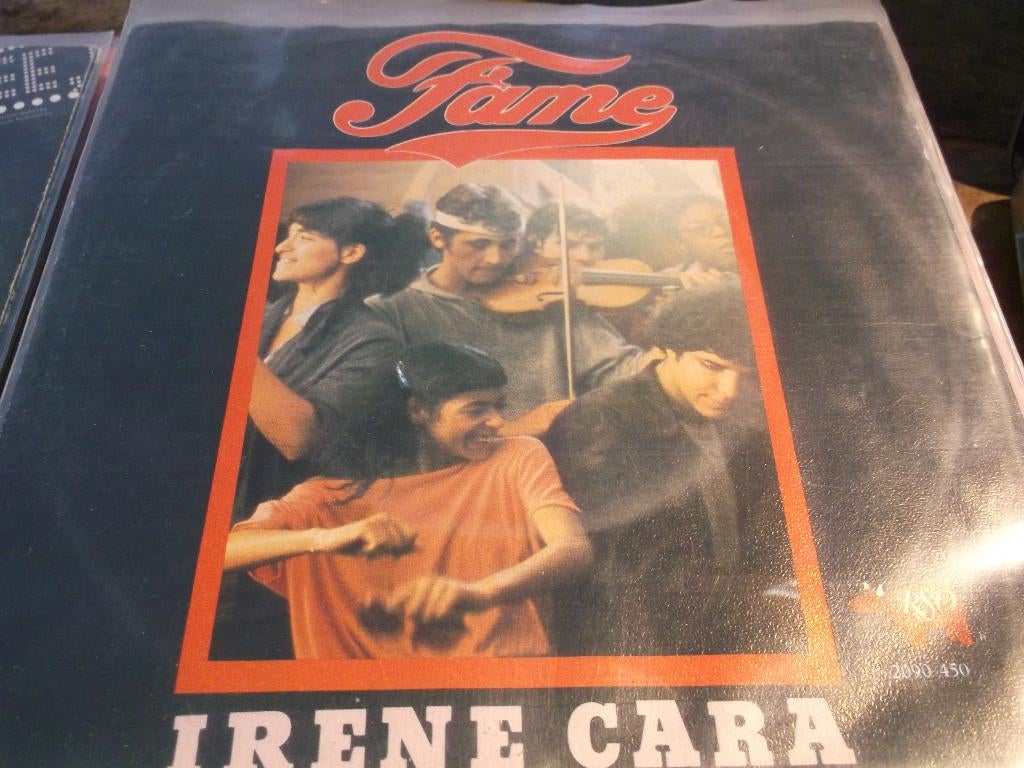 Fame
RSO
2090 450
IRENE CARA